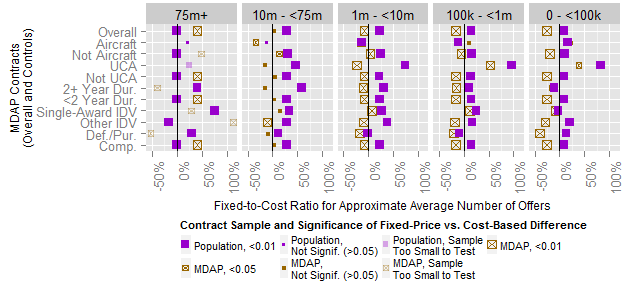 75m+ 10m - <75m 1m - <10m 100k - <1m 0 - <100k
MDAP Contracts
(Overall and Controls)
Overall
Aircraft
Not Aircraft
UCA
Not UCA
2+ Year Dur.
<2 Year Dur.
Single-Award IDV
Other IDV
Def./Pur.
Comp.
-50% 0% 50% 100% -50% 0% 50% 100% -50% 0% 50% 100% -50% 0% 50% 100% -50% 0% 50% 100%
Fixed-to-Cost Ratio for Approximate Average Number of Offers
Contract Sample and Significance of Fixed-Price vs. Cost-Based Difference
Population, <0.01
Population,
Not Signif. (>0.05)
Population, Sample
Too Small to Test
MDAP, <0.01
MDAP, <0.05
MDAP,
Not Signif. (>0.05)
MDAP, Sample
Too Small to Test